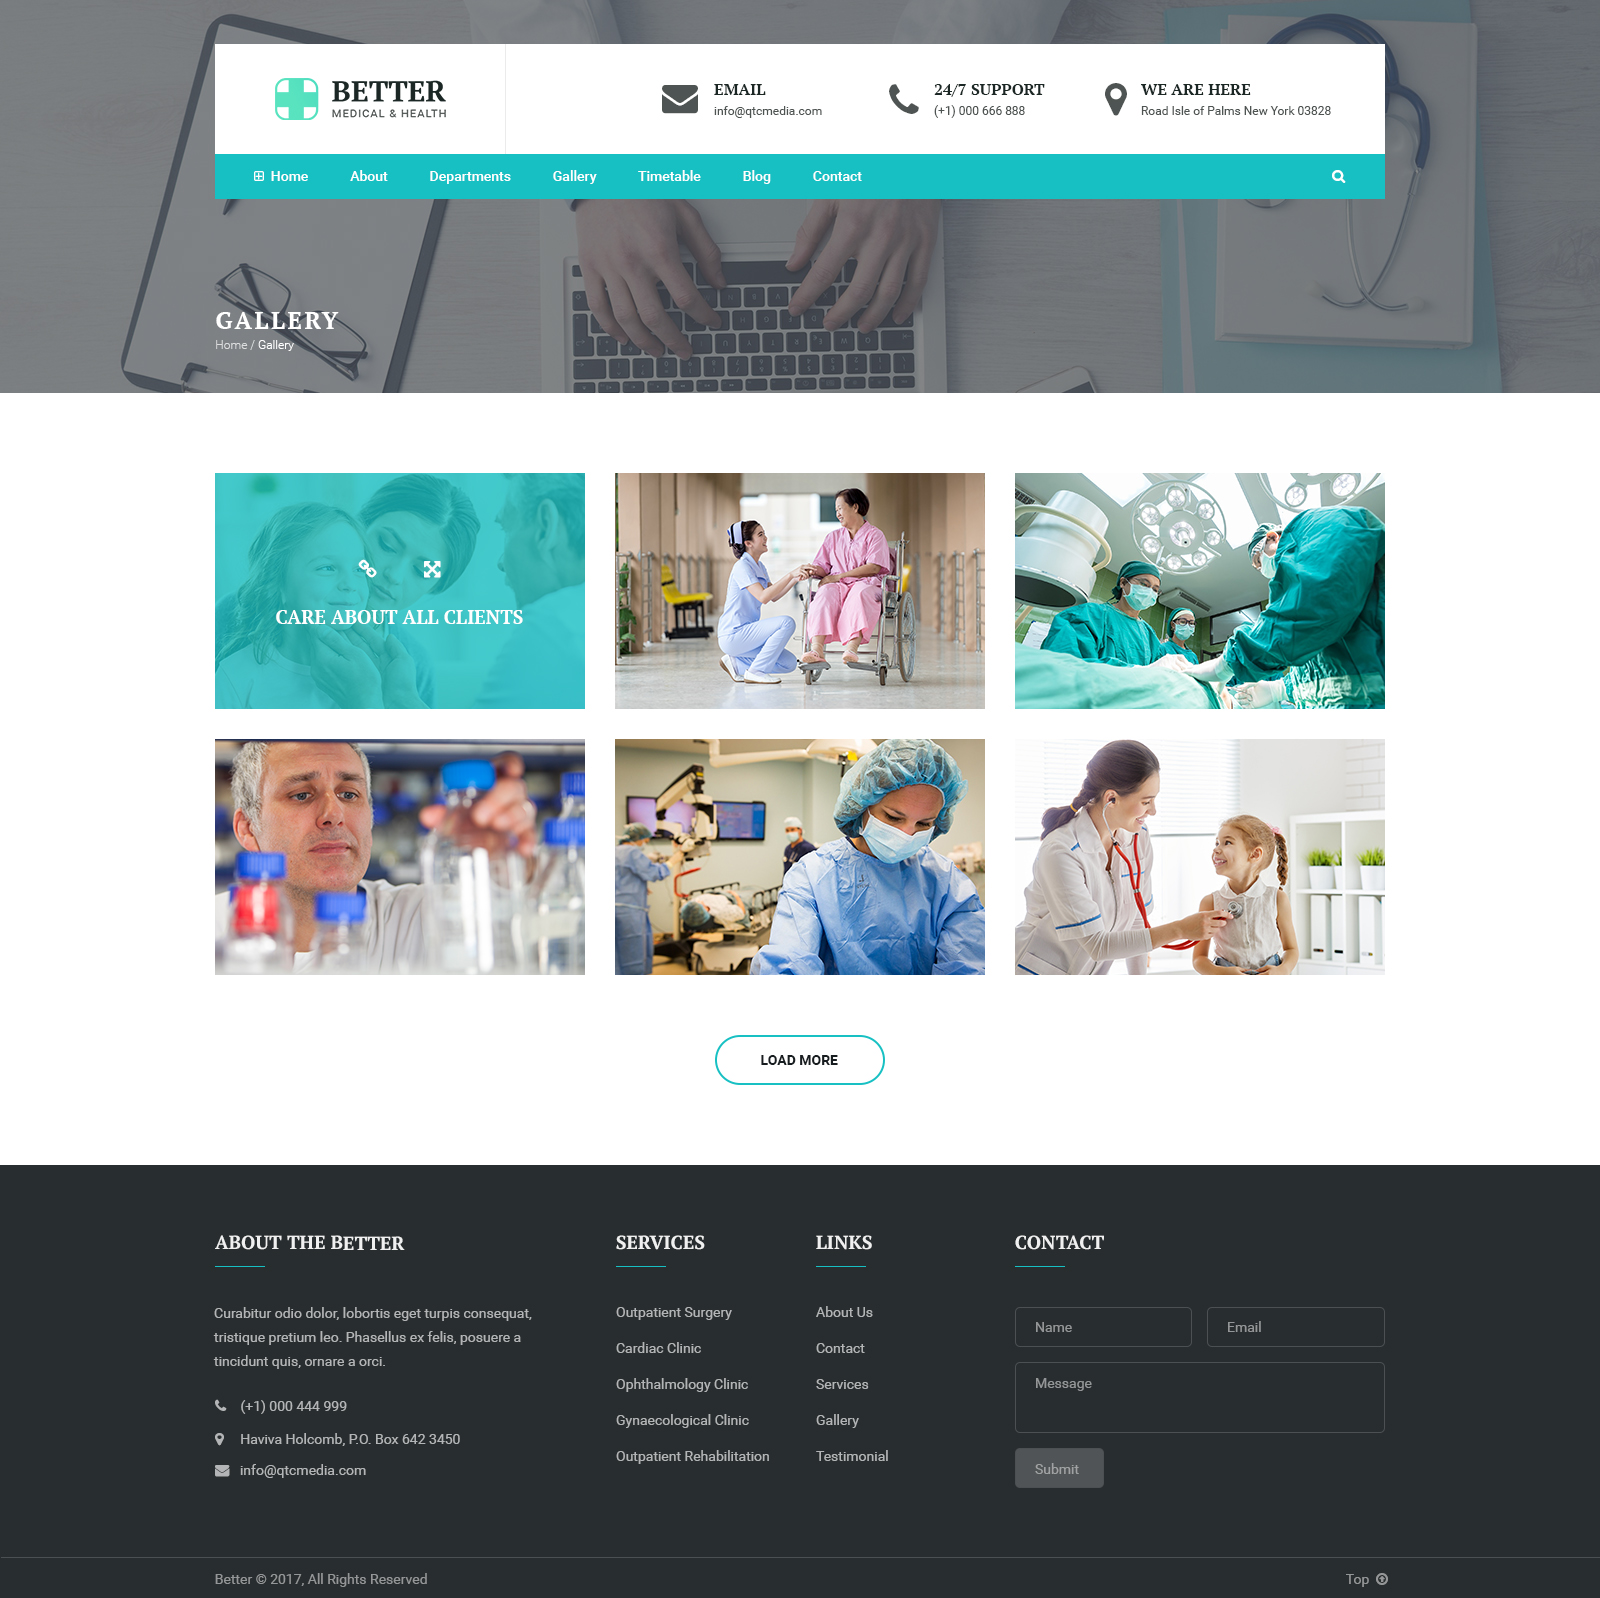 BETTER
MEDICAL & HEALTH
EMAIL
info@qtcmedia.com
24/7 SUPPORT
(+1) 000 666 888
WE ARE HERE
Road Isle of Palms New York 03828
Home
About
Departments
Gallery
Timetable
Blog
Contact
GALLERY
Home / Gallery
CARE ABOUT ALL CLIENTS
LOAD MORE
ABOUT THE BETTER
Curabitur odio dolor, lobortis eget turpis consequat,
tristique pretium leo. Phasellus ex felis, posuere a
tincidunt quis, ornare a orci.
(+1) 000 444 999
Haviva Holcomb, P.O. Box 642 3450
info@qtcmedia.com
SERVICES
Outpatient Surgery
Cardiac Clinic
Ophthalmology Clinic
Gynaecological Clinic
Outpatient Rehabilitation
LINKS
About Us
Contact
Services
Gallery
Testimonial
CONTACT
Name
Email
Message
Submit
Better © 2017, All Rights Reserved
Top